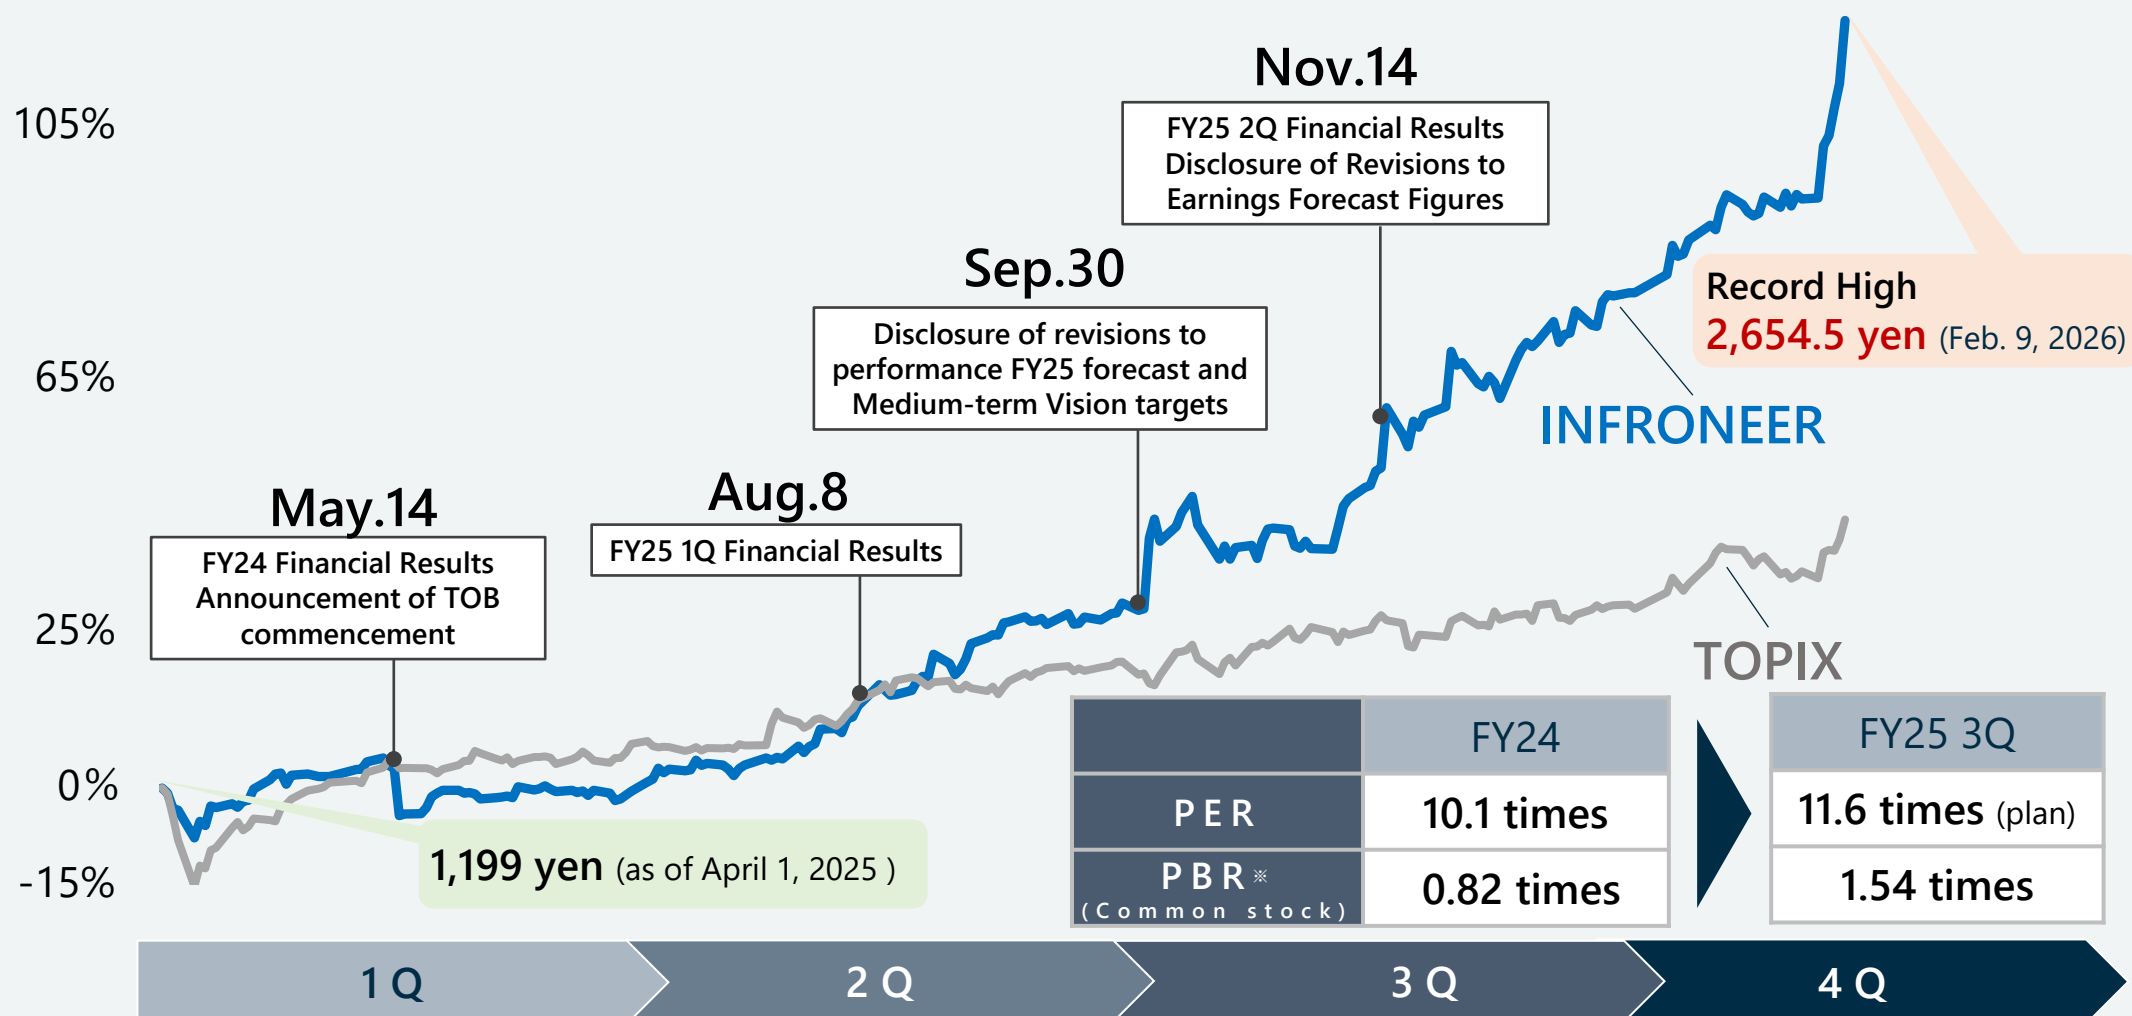 105%
65%
25%
0%
-15%
May.14
FY24 Financial Results
Announcement of TOB
commencement
Aug.8
FY25 1Q Financial Results
Sep.30
Disclosure of revisions to
performance FY25 forecast and
Medium-term Vision targets
Nov.14
FY25 2Q Financial Results
Disclosure of Revisions to
Earnings Forecast Figures
Record High
2,654.5 yen (Feb. 9, 2026)
INFRONEER
TOPIX
1,199 yen (as of April 1, 2025 )
FY24
FY25 3Q
PER
10.1 times
11.6 times (plan)
PBR※
(Common stock)
0.82 times
1.54 times
1 Q
2 Q
3 Q
4 Q